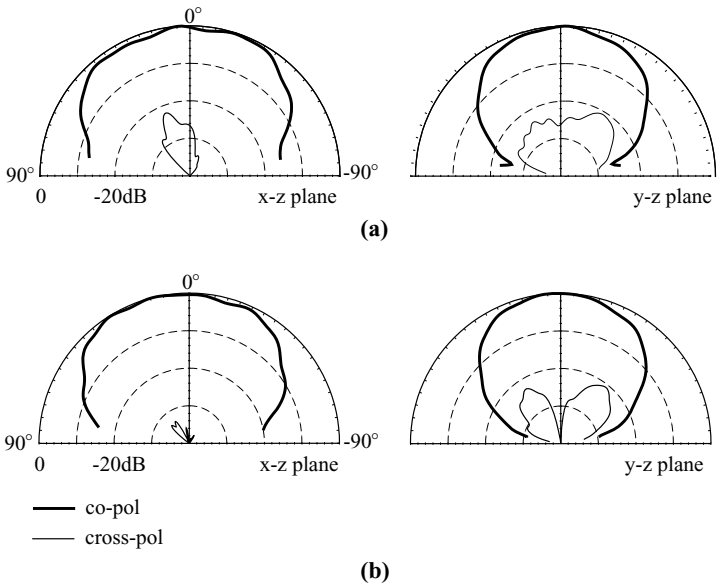 0°
90° -90°
0 -20dB x-z plane y-z plane
(a)
0°
90° -90°
0 -20dB x-z plane y-z plane
co-pol
cross-pol
(b)